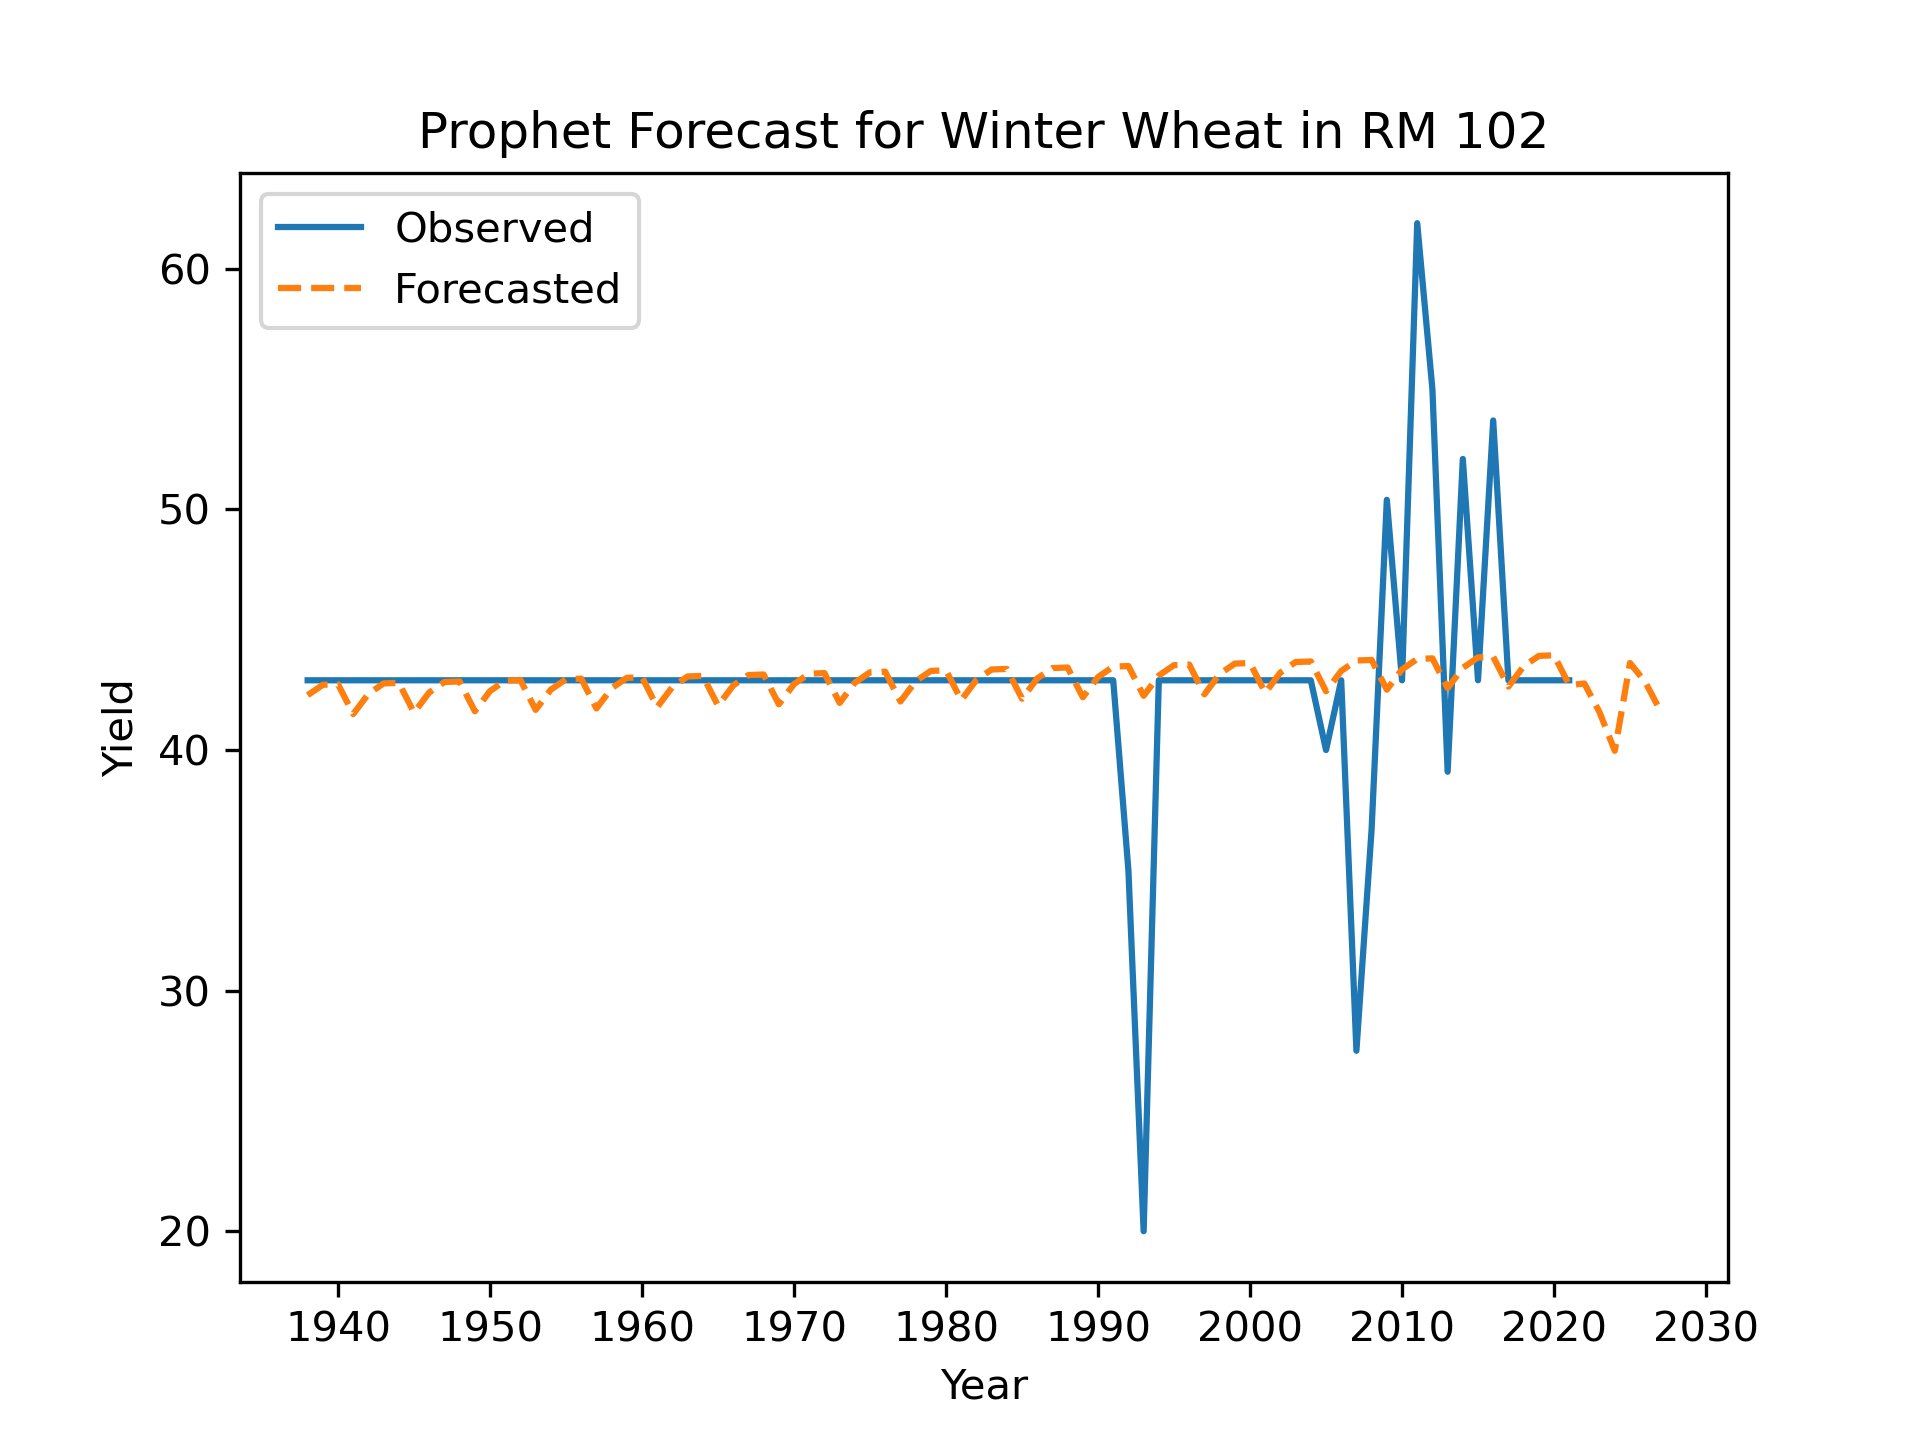 Prophet Forecast for Winter Wheat in RM 102
Observed
Forecasted
60
50
40
30
20
Yield
1940 1950 1960 1970 1980 1990 2000 2010 2020 2030
Year